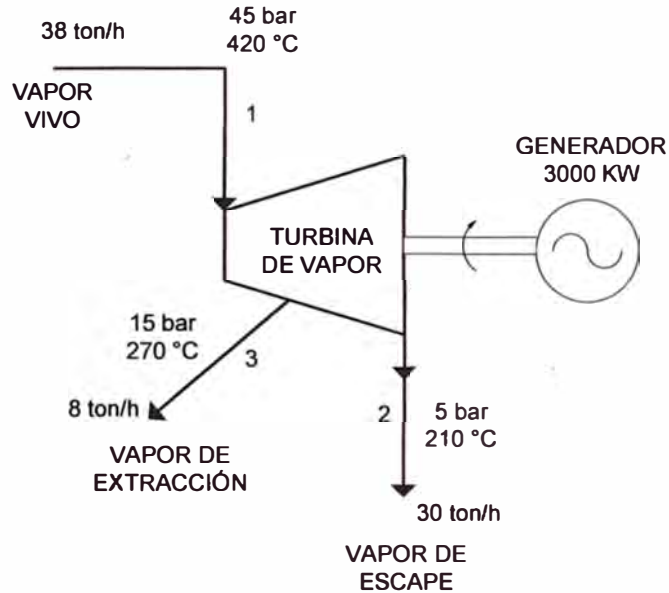 38 ton/h
45 bar
420 °C
VAPOR
VIVO
1
GENERADOR
3000 KW
TURBINA
DE VAPOR
15 bar
270 °C
3
8 ton/h
2
5 bar
210 °C
VAPOR DE
EXTRACCIÓN
30 ton/h
VAPOR DE
ESCAPE